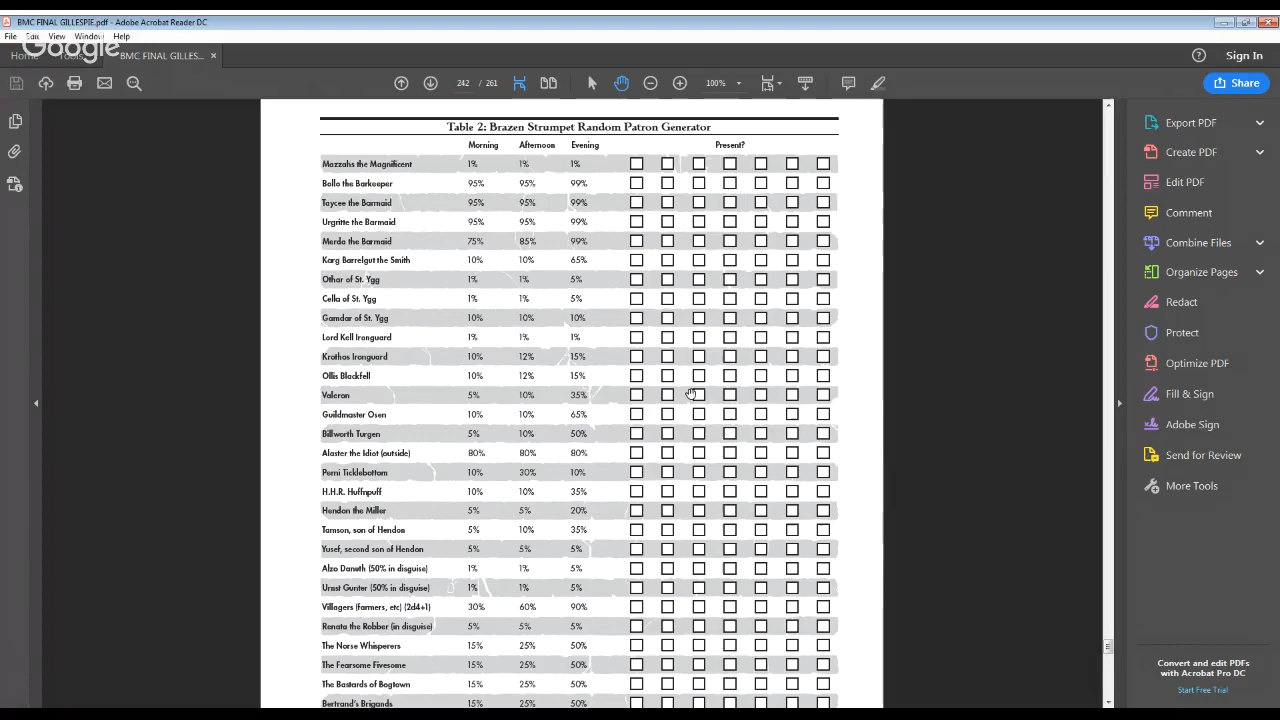 BMC FINAL GILLESPIE.pdf - Adobe Acrobat Reader DC
File Edit View Window Help
Google
Home Tools BMC FINAL GILLES... ×
Sign In
242 / 261 100%
Share
Table 2: Brazen Strumpet Random Patron Generator
Morning Afternoon Evening Present?
Mazzahs the Magnificent 1% 1% 1%
Bollo the Barkeeper 95% 95% 99%
Taycee the Barmaid 95% 95% 99%
Urgritte the Barmaid 95% 95% 99%
Merda the Barmaid 75% 85% 99%
Karg Barrelgut the Smith 10% 10% 65%
Othar of St. Ygg 1% 1% 5%
Cella of St. Ygg 1% 1% 5%
Gamdar of St. Ygg 10% 10% 10%
Lord Kell Ironguard 1% 1% 1%
Krothos Ironguard 10% 12% 15%
Ollis Blackfell 10% 12% 15%
Valeron 5% 10% 35%
Guildmaster Osen 10% 10% 65%
Billworth Turgen 5% 10% 50%
Alaster the Idiot (outside) 80% 80% 80%
Perni Ticklebottom 10% 30% 10%
H.H.R. Huffnpuff 10% 10% 35%
Hendon the Miller 5% 5% 20%
Tamson, son of Hendon 5% 10% 35%
Yusef, second son of Hendon 5% 5% 5%
Alzo Danuth (50% in disguise) 1% 1% 5%
Urnst Gunter (50% in disguise) 1% 1% 5%
Villagers (farmers, etc) (2d4+1) 30% 60% 90%
Renata the Robber (in disguise) 5% 5% 5%
The Norse Whisperers 15% 25% 50%
The Fearsome Fivesome 15% 25% 50%
The Bastards of Bogtown 15% 25% 50%
Bertrand's Brigands 15% 25% 50%
Export PDF
Create PDF
Edit PDF
Comment
Combine Files
Organize Pages
Redact
Protect
Optimize PDF
Fill & Sign
Adobe Sign
Send for Review
More Tools
Convert and edit PDFs
with Acrobat Pro DC
Start Free Trial